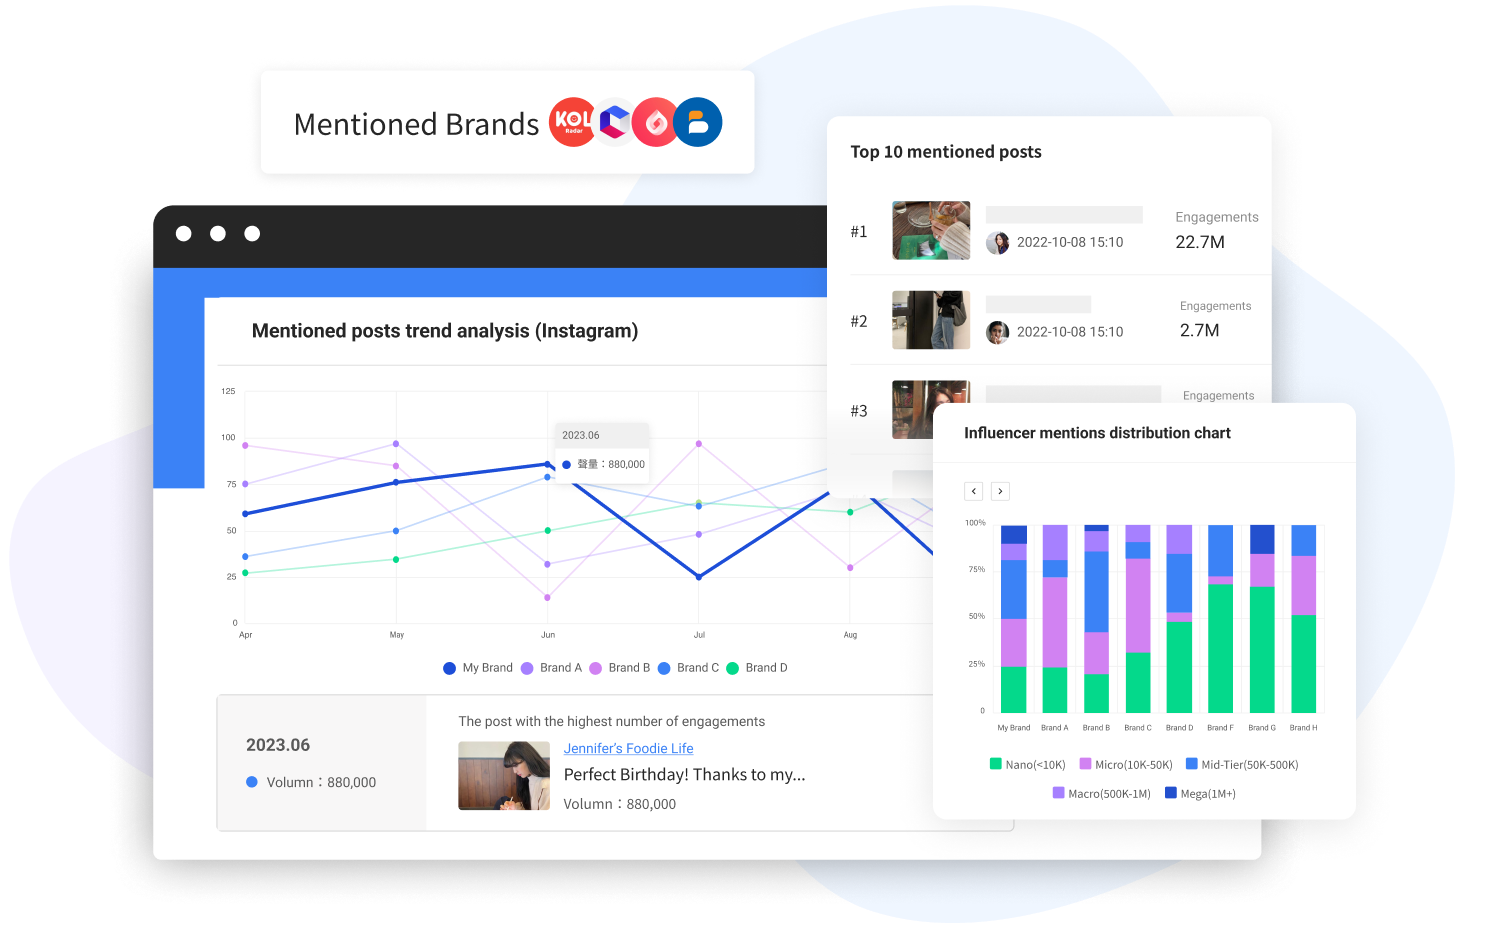 Mentioned Brands
KOL
Radar
Top 10 mentioned posts
#1
2022-10-08 15:10
Engagements
22.7M
#2
2022-10-08 15:10
Engagements
2.7M
#3
Engagements
Mentioned posts trend analysis (Instagram)
125
100
75
50
25
0
2023.06
聲量：880,000
Apr
May
Jun
Jul
Aug
My Brand
Brand A
Brand B
Brand C
Brand D
2023.06
Volumn：880,000
The post with the highest number of engagements
Jennifer's Foodie Life
Perfect Birthday! Thanks to my...
Volumn：880,000
Influencer mentions distribution chart
100%
75%
50%
25%
0
My Brand
Brand A
Brand B
Brand C
Brand D
Brand F
Brand G
Brand H
Nano(<10K)
Micro(10K-50K)
Mid-Tier(50K-500K)
Macro(500K-1M)
Mega(1M+)